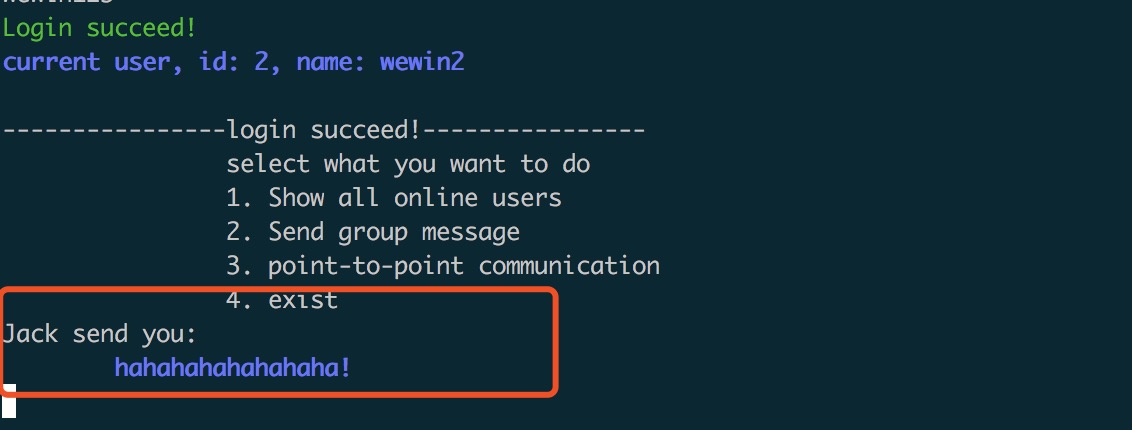 Login succeed!
current user, id: 2, name: wewin2
----------------login succeed!----------------
select what you want to do
1. Show all online users
2. Send group message
3. point-to-point communication
4. exist
Jack send you:
hahahahahahahaha!